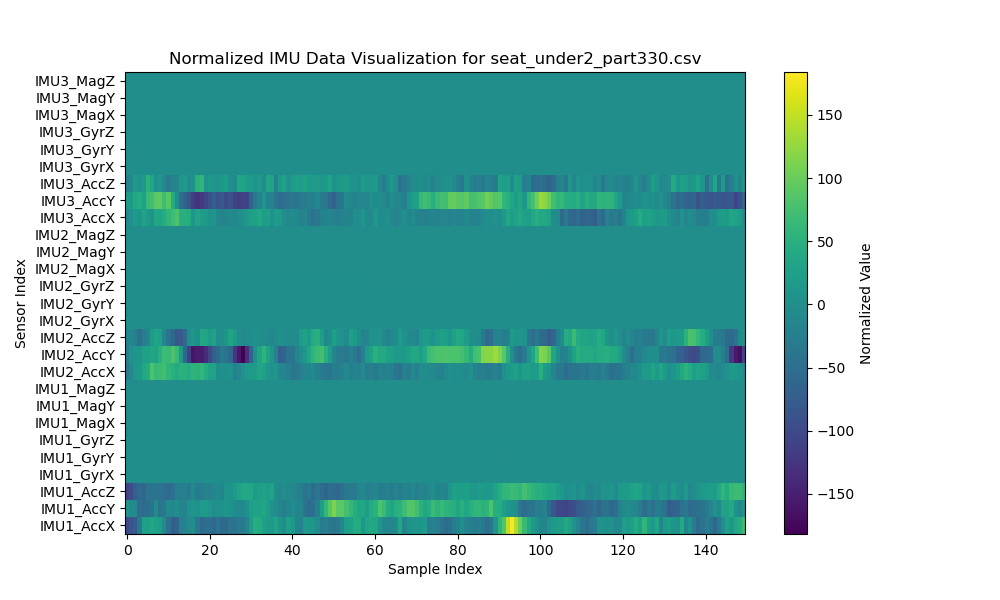 Normalized IMU Data Visualization for seat_under2_part330.csv
IMU3_MagZ
IMU3_MagY
IMU3_MagX
IMU3_GyrZ
IMU3_GyrY
IMU3_GyrX
IMU3_AccZ
IMU3_AccY
IMU3_AccX
IMU2_MagZ
IMU2_MagY
IMU2_MagX
IMU2_GyrZ
IMU2_GyrY
IMU2_GyrX
IMU2_AccZ
IMU2_AccY
IMU2_AccX
IMU1_MagZ
IMU1_MagY
IMU1_MagX
IMU1_GyrZ
IMU1_GyrY
IMU1_GyrX
IMU1_AccZ
IMU1_AccY
IMU1_AccX
Sensor Index
0 20 40 60 80 100 120 140
Sample Index
150
100
50
0
−50
−100
−150
Normalized Value